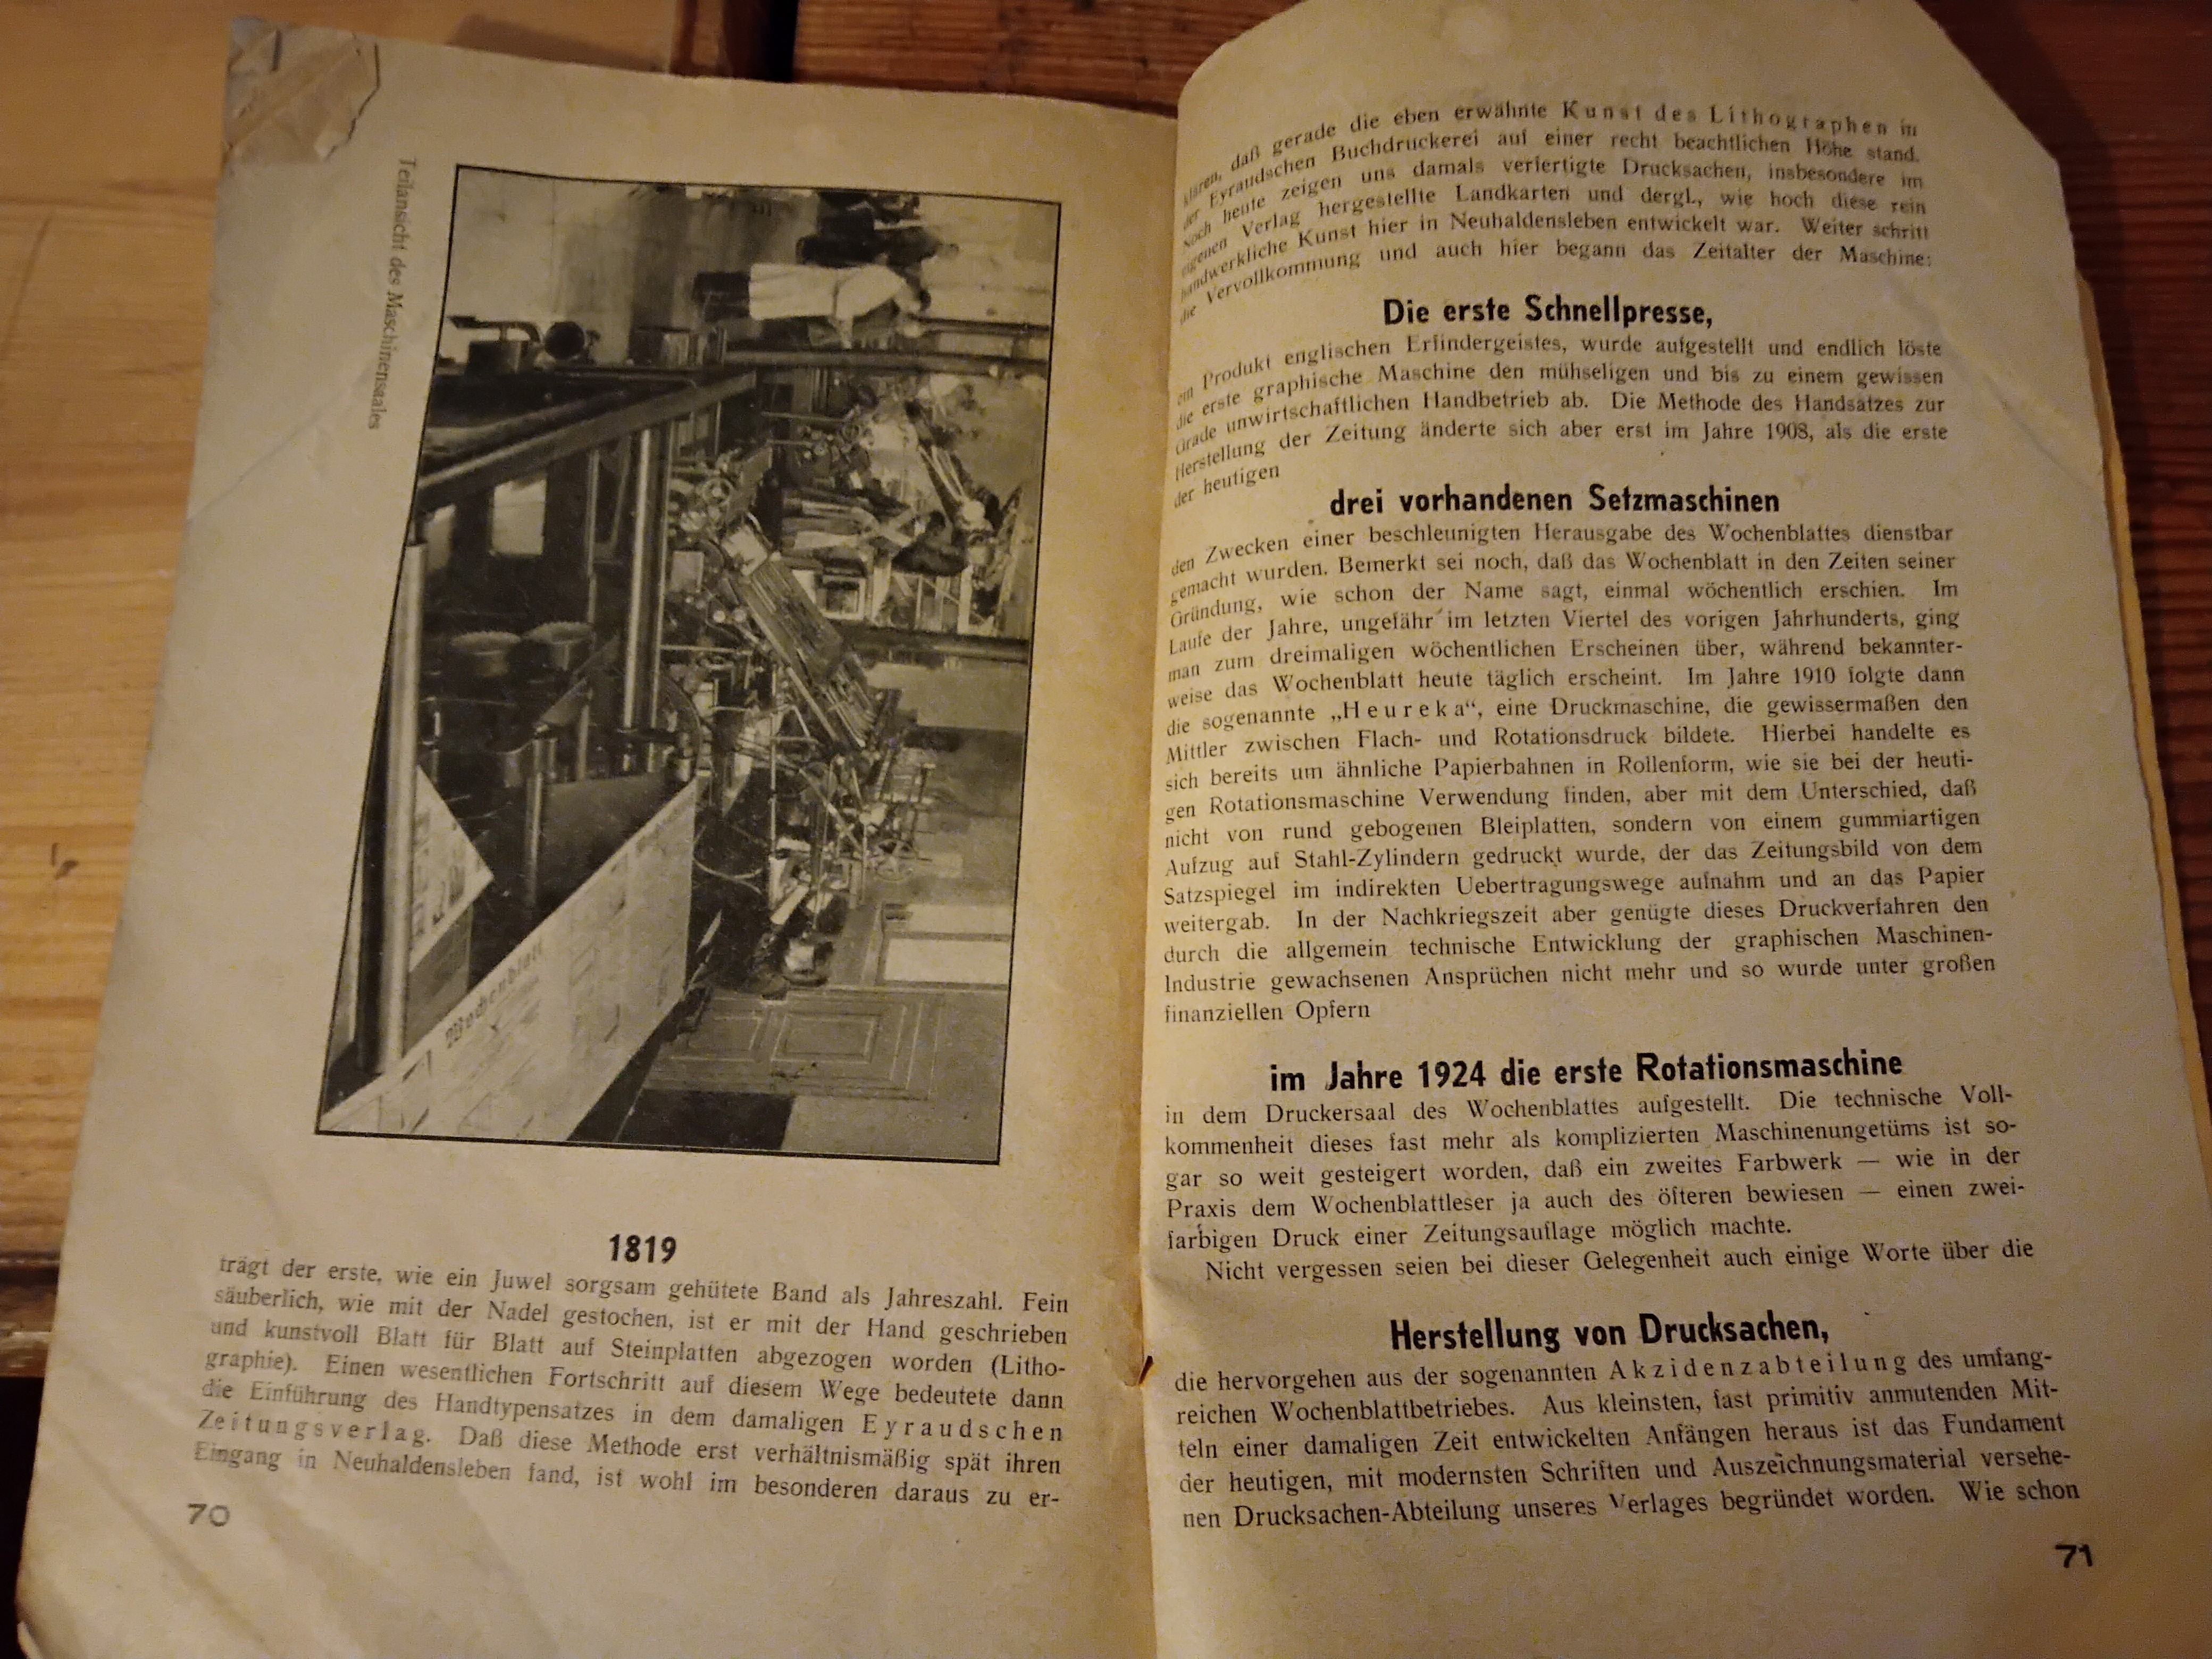 Teilansicht des Maschinensaales
Wochenblatt
1819
trägt der erste, wie ein Juwel sorgsam gehütete Band als Jahreszahl. Fein
säuberlich, wie mit der Nadel gestochen, ist er mit der Hand geschrieben
und kunstvoll Blatt für Blatt auf Steinplatten abgezogen worden (Litho-
graphie). Einen wesentlichen Fortschritt auf diesem Wege bedeutete dann
die Einführung des Handtypensatzes in dem damaligen Eyraudschen
Zeitungsverlag. Daß diese Methode erst verhältnismäßig spät ihren
Eingang in Neuhaldensleben fand, ist wohl im besonderen daraus zu er-
70
klären, daß gerade die eben erwähnte Kunst des Lithographen in
der Eyraudschen Buchdruckerei auf einer recht beachtlichen Höhe stand.
Noch heute zeigen uns damals verfertigte Drucksachen, insbesondere im
eigenen Verlag hergestellte Landkarten und dergl., wie hoch diese rein
handwerkliche Kunst hier in Neuhaldensleben entwickelt war. Weiter schritt
die Vervollkommung und auch hier begann das Zeitalter der Maschine:
Die erste Schnellpresse,
ein Produkt englischen Erfindergeistes, wurde aufgestellt und endlich löste
die erste graphische Maschine den mühseligen und bis zu einem gewissen
Grade unwirtschaftlichen Handbetrieb ab. Die Methode des Handsatzes zur
Herstellung der Zeitung änderte sich aber erst im Jahre 1908, als die erste
der heutigen
drei vorhandenen Setzmaschinen
den Zwecken einer beschleunigten Herausgabe des Wochenblattes dienstbar
gemacht wurden. Bemerkt sei noch, daß das Wochenblatt in den Zeiten seiner
Gründung, wie schon der Name sagt, einmal wöchentlich erschien. Im
Laufe der Jahre, ungefähr im letzten Viertel des vorigen Jahrhunderts, ging
man zum dreimaligen wöchentlichen Erscheinen über, während bekannter-
weise das Wochenblatt heute täglich erscheint. Im Jahre 1910 folgte dann
die sogenannte „Heureka“, eine Druckmaschine, die gewissermaßen den
Mittler zwischen Flach- und Rotationsdruck bildete. Hierbei handelte es
sich bereits um ähnliche Papierbahnen in Rollenform, wie sie bei der heuti-
gen Rotationsmaschine Verwendung finden, aber mit dem Unterschied, daß
nicht von rund gebogenen Bleiplatten, sondern von einem gummiartigen
Aufzug auf Stahl-Zylindern gedruckt wurde, der das Zeitungsbild von dem
Satzspiegel im indirekten Uebertragungswege aufnahm und an das Papier
weitergab. In der Nachkriegszeit aber genügte dieses Druckverfahren den
durch die allgemein technische Entwicklung der graphischen Maschinen-
Industrie gewachsenen Ansprüchen nicht mehr und so wurde unter großen
finanziellen Opfern
im Jahre 1924 die erste Rotationsmaschine
in dem Druckersaal des Wochenblattes aufgestellt. Die technische Voll-
kommenheit dieses fast mehr als komplizierten Maschinenungetüms ist so-
gar so weit gesteigert worden, daß ein zweites Farbwerk — wie in der
Praxis dem Wochenblattleser ja auch des öfteren bewiesen — einen zwei-
farbigen Druck einer Zeitungsauflage möglich machte.
Nicht vergessen seien bei dieser Gelegenheit auch einige Worte über die
Herstellung von Drucksachen,
die hervorgehen aus der sogenannten Akzidenzabteilung des umfang-
reichen Wochenblattbetriebes. Aus kleinsten, fast primitiv anmutenden Mit-
teln einer damaligen Zeit entwickelten Anfängen heraus ist das Fundament
der heutigen, mit modernsten Schriften und Auszeichnungsmaterial versehe-
nen Drucksachen-Abteilung unseres Verlages begründet worden. Wie schon
71